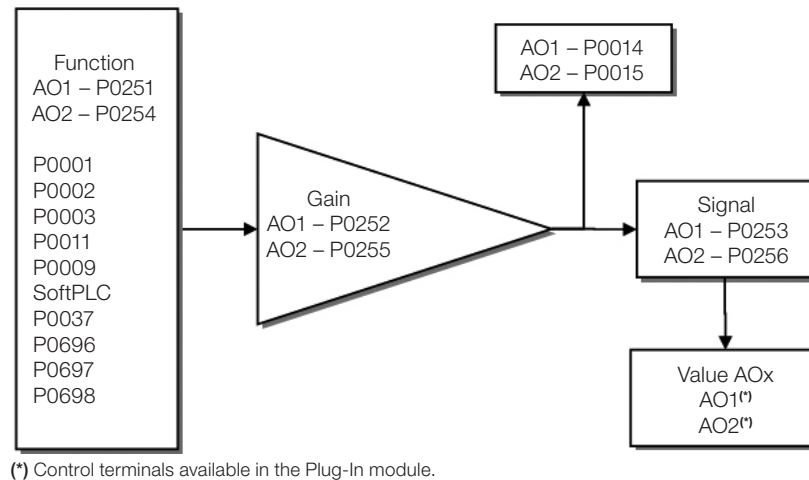 Function
AO1 – P0251
AO2 – P0254
P0001
P0002
P0003
P0011
P0009
SoftPLC
P0037
P0696
P0697
P0698
Gain
AO1 – P0252
AO2 – P0255
AO1 – P0014
AO2 – P0015
Signal
AO1 – P0253
AO2 – P0256
Value AOx
AO1(*)
AO2(*)
(*) Control terminals available in the Plug-In module.